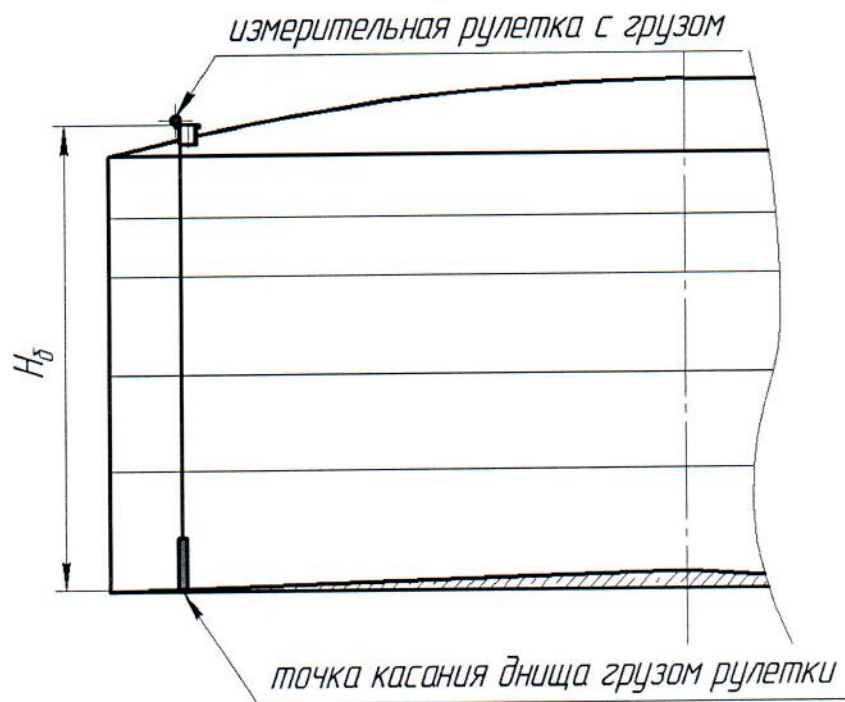 измерительная рулетка с грузом
Hб
точка касания днища грузом рулетки